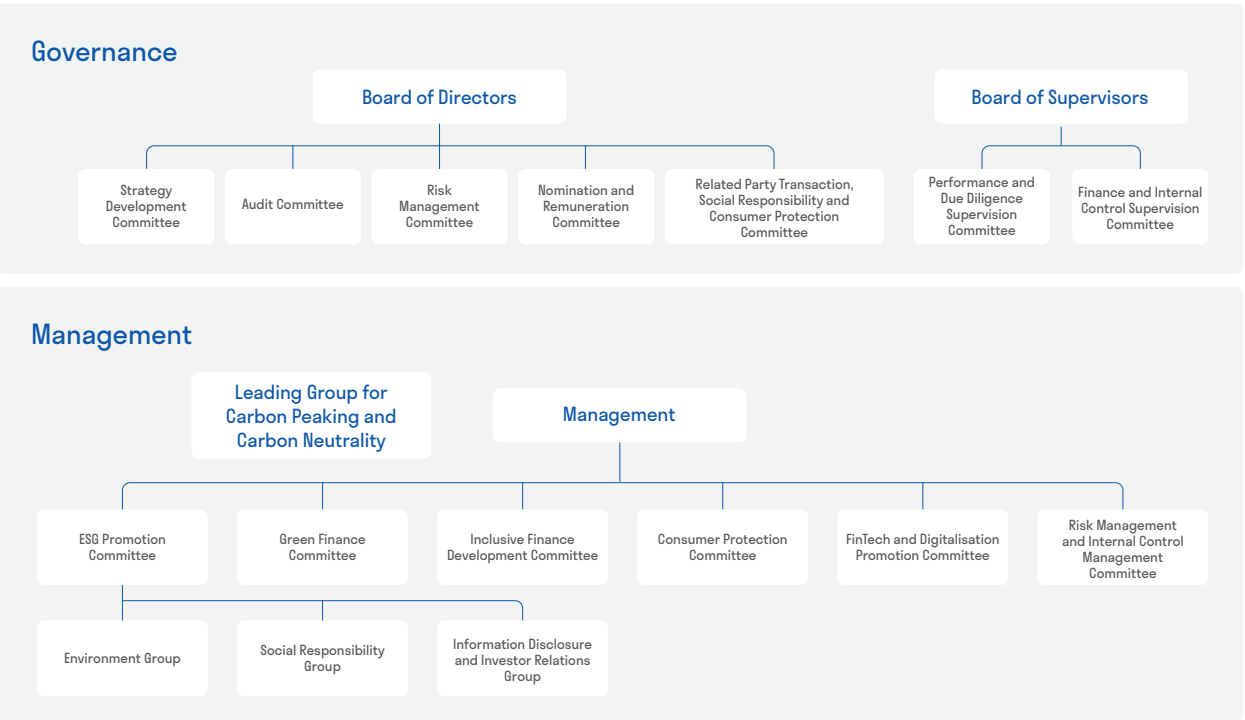 Governance
Board of Directors
Board of Supervisors
Strategy
Development
Committee
Audit Committee
Risk
Management
Committee
Nomination and
Remuneration
Committee
Related Party Transaction,
Social Responsibility and
Consumer Protection
Committee
Performance and
Due Diligence
Supervision
Committee
Finance and Internal
Control Supervision
Committee
Management
Leading Group for
Carbon Peaking and
Carbon Neutrality
Management
ESG Promotion
Committee
Green Finance
Committee
Inclusive Finance
Development Committee
Consumer Protection
Committee
FinTech and Digitalisation
Promotion Committee
Risk Management
and Internal Control
Management
Committee
Environment Group
Social Responsibility
Group
Information Disclosure
and Investor Relations
Group